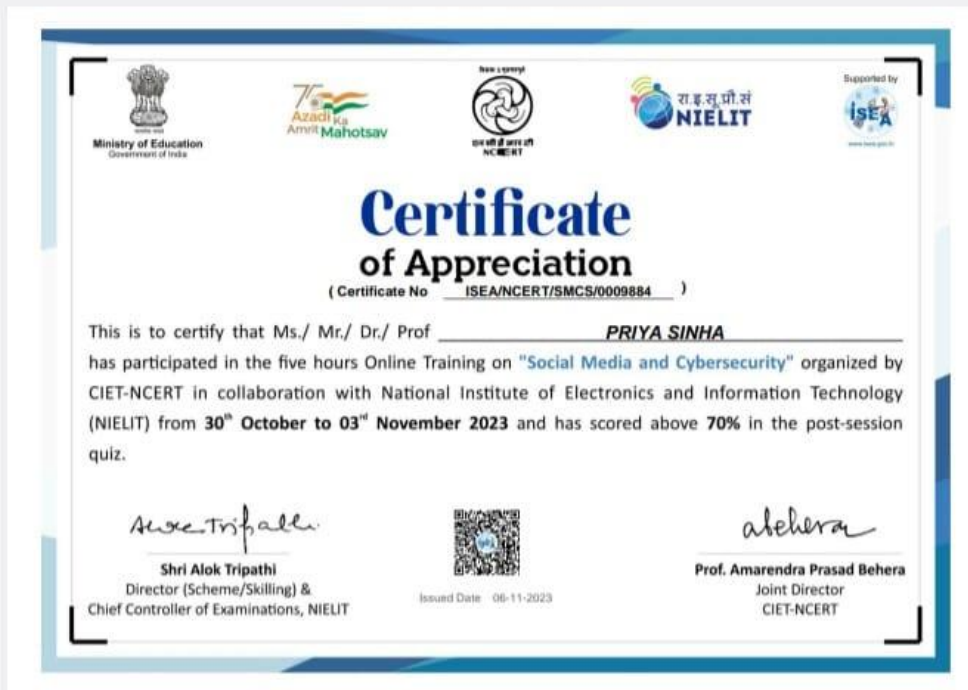 Ministry of Education
Government of India
Azadi Ka
Amrit Mahotsav
NCERT
रा.इ.सू.प्रौ.सं
NIELIT
Supported by
isEA
www.isea.gov.in
Certificate
of Appreciation
( Certificate No ISEA/NCERT/SMCS/0009884 )
This is to certify that Ms./ Mr./ Dr./ Prof PRIYA SINHA
has participated in the five hours Online Training on "Social Media and Cybersecurity" organized by
CIET-NCERT in collaboration with National Institute of Electronics and Information Technology
(NIELIT) from 30th October to 03rd November 2023 and has scored above 70% in the post-session
quiz.
Shri Alok Tripathi
Director (Scheme/Skilling) &
Chief Controller of Examinations, NIELIT
Issued Date 06-11-2023
Prof. Amarendra Prasad Behera
Joint Director
CIET-NCERT